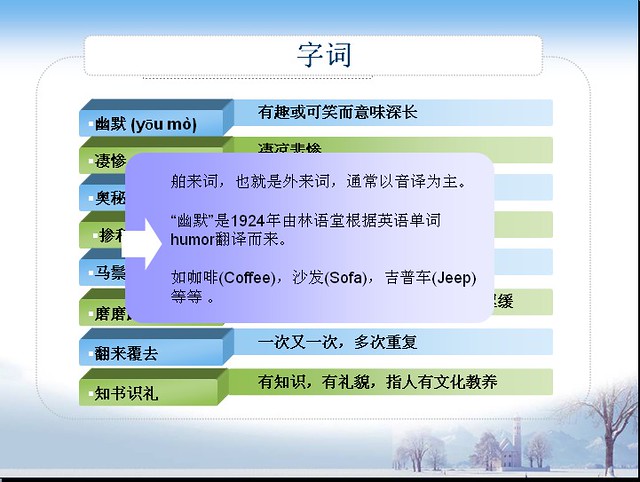 字词
幽默 (yōu mò)
有趣或可笑而意味深长
凄惨
凄凉悲惨
奥秘
马鬃
缓
舶来词，也就是外来词，通常以音译为主。
“幽默”是1924年由林语堂根据英语单词
humor翻译而来。
如咖啡(Coffee)，沙发(Sofa)，吉普车(Jeep)
等等 。
翻来覆去
一次又一次，多次重复
知书识礼
有知识，有礼貌，指人有文化教养